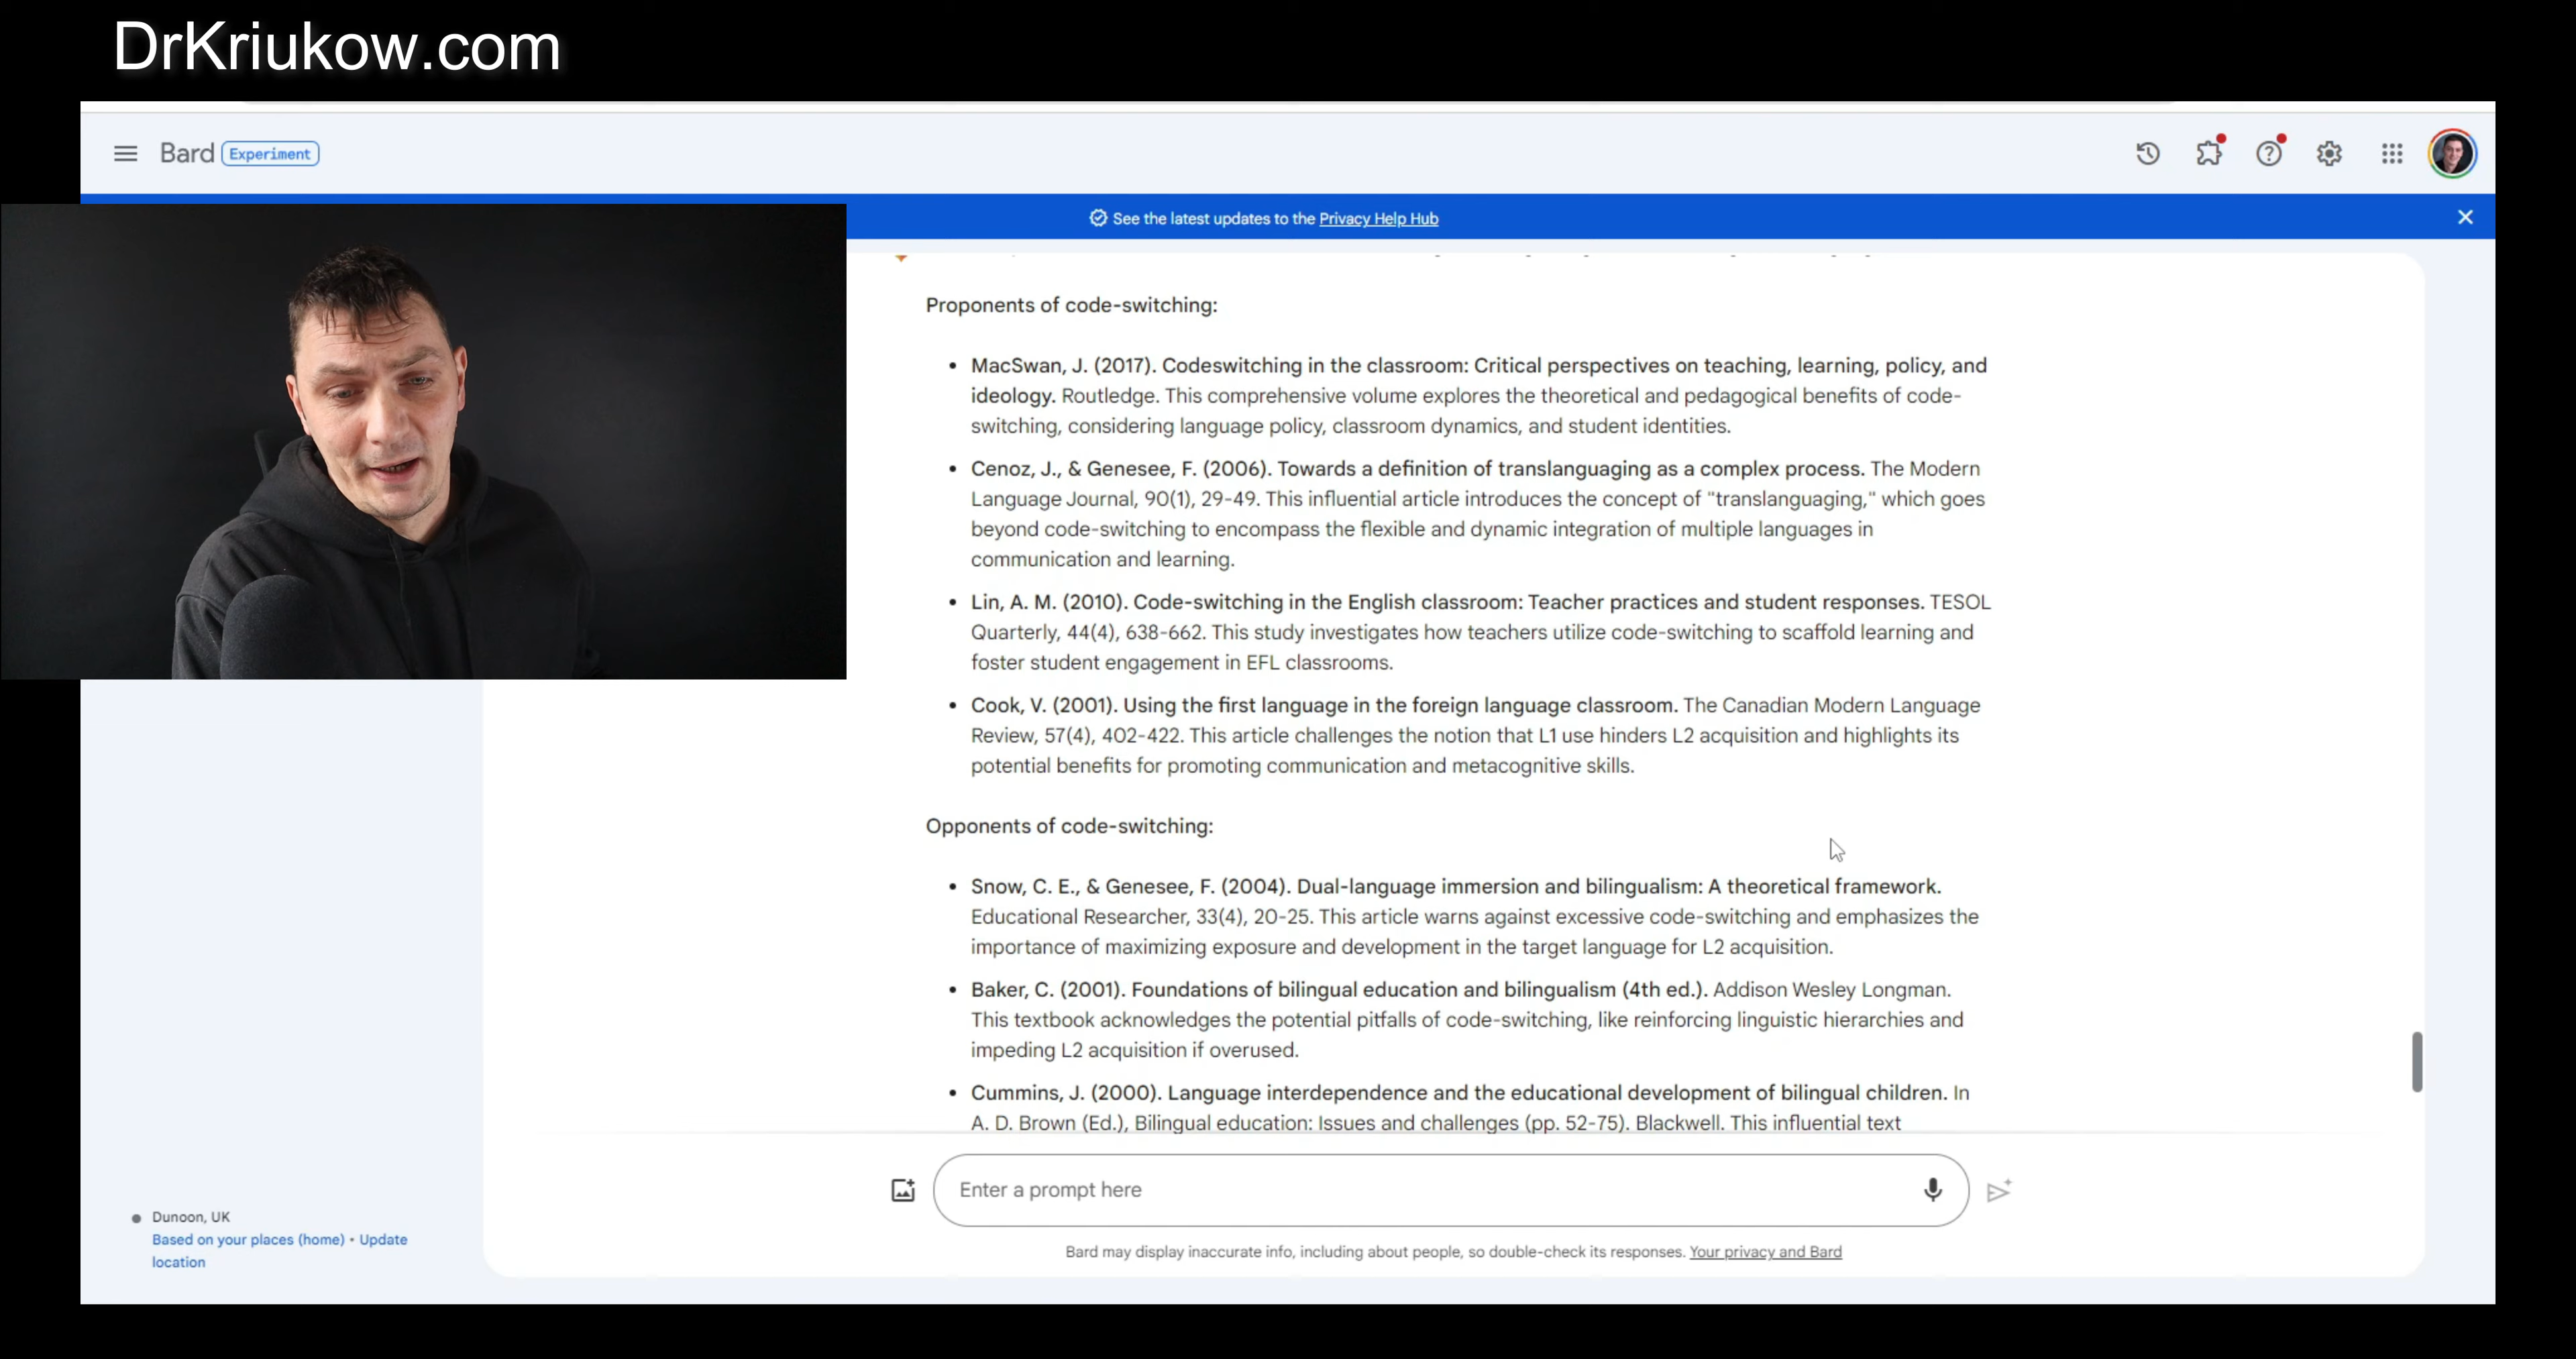 DrKriukow.com
Bard Experiment
See the latest updates to the Privacy Help Hub
Proponents of code-switching:
• MacSwan, J. (2017). Codeswitching in the classroom: Critical perspectives on teaching, learning, policy, and
ideology. Routledge. This comprehensive volume explores the theoretical and pedagogical benefits of code-
switching, considering language policy, classroom dynamics, and student identities.
• Cenoz, J., & Genesee, F. (2006). Towards a definition of translanguaging as a complex process. The Modern
Language Journal, 90(1), 29-49. This influential article introduces the concept of "translanguaging," which goes
beyond code-switching to encompass the flexible and dynamic integration of multiple languages in
communication and learning.
• Lin, A. M. (2010). Code-switching in the English classroom: Teacher practices and student responses. TESOL
Quarterly, 44(4), 638-662. This study investigates how teachers utilize code-switching to scaffold learning and
foster student engagement in EFL classrooms.
• Cook, V. (2001). Using the first language in the foreign language classroom. The Canadian Modern Language
Review, 57(4), 402-422. This article challenges the notion that L1 use hinders L2 acquisition and highlights its
potential benefits for promoting communication and metacognitive skills.
Opponents of code-switching:
• Snow, C. E., & Genesee, F. (2004). Dual-language immersion and bilingualism: A theoretical framework.
Educational Researcher, 33(4), 20-25. This article warns against excessive code-switching and emphasizes the
importance of maximizing exposure and development in the target language for L2 acquisition.
• Baker, C. (2001). Foundations of bilingual education and bilingualism (4th ed.). Addison Wesley Longman.
This textbook acknowledges the potential pitfalls of code-switching, like reinforcing linguistic hierarchies and
impeding L2 acquisition if overused.
• Cummins, J. (2000). Language interdependence and the educational development of bilingual children. In
A. D. Brown (Ed.), Bilingual education: Issues and challenges (pp. 52-75). Blackwell. This influential text
Enter a prompt here
Bard may display inaccurate info, including about people, so double-check its responses. Your privacy and Bard
Dunoon, UK
Based on your places (home) • Update
location